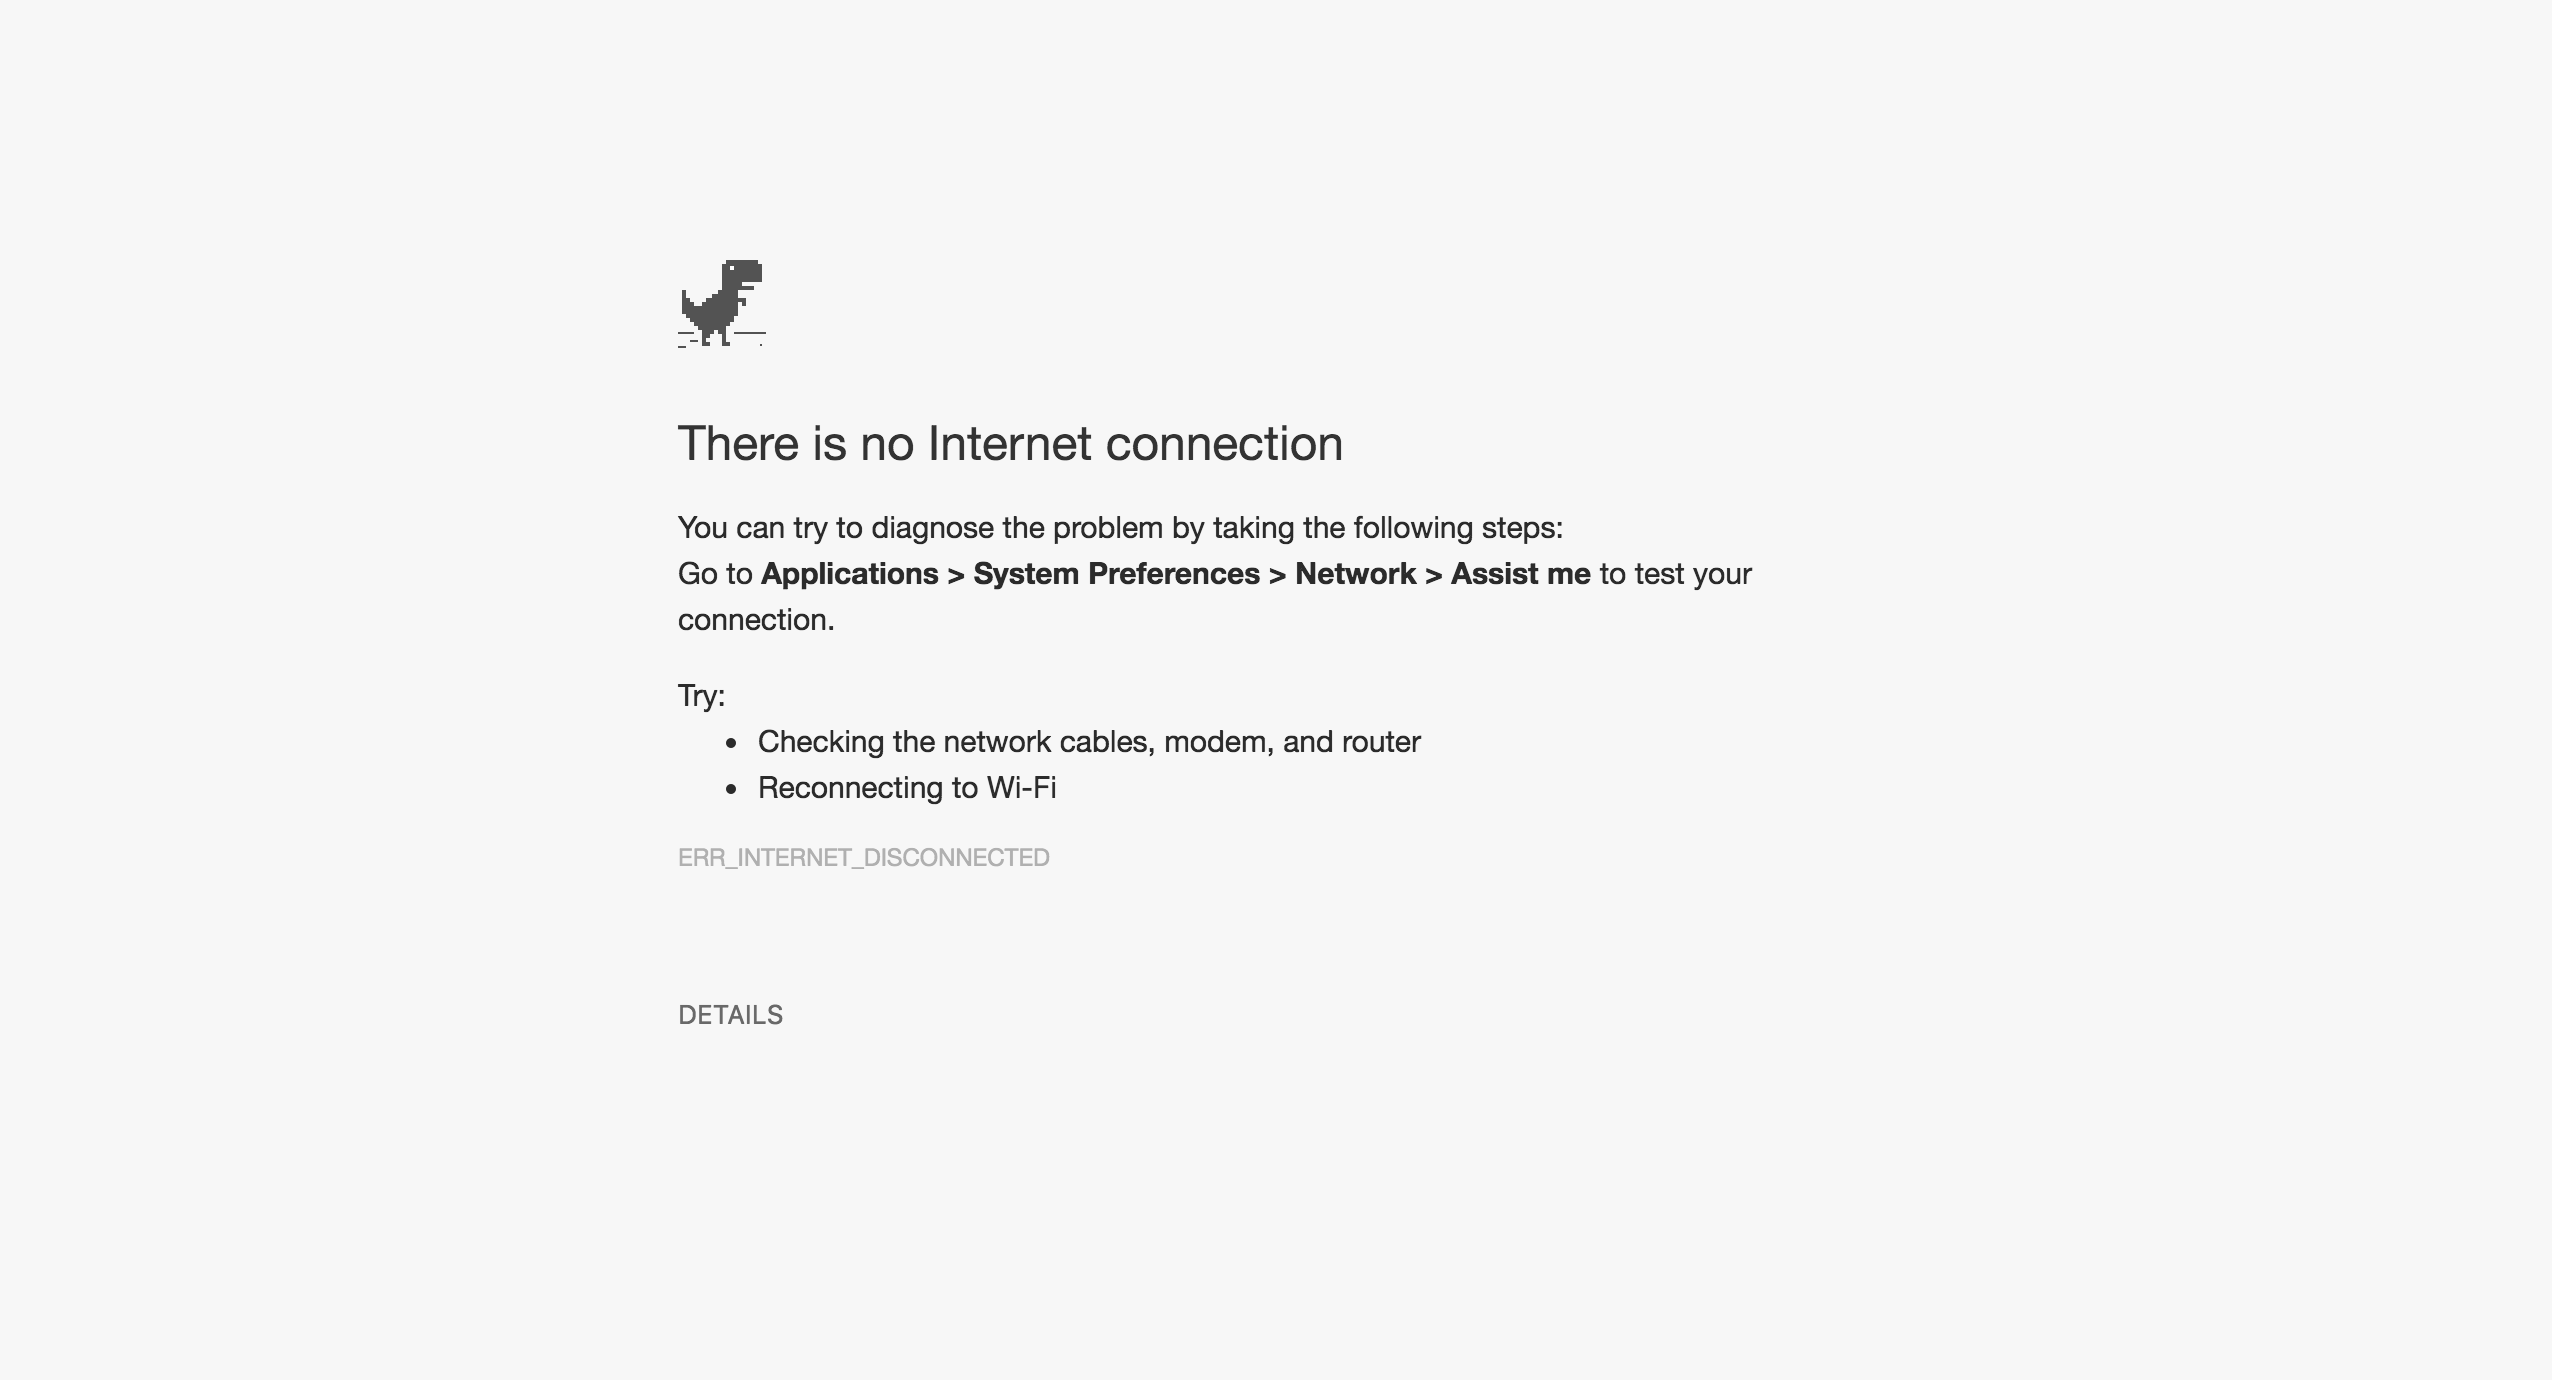 There is no Internet connection
You can try to diagnose the problem by taking the following steps:
Go to Applications > System Preferences > Network > Assist me to test your
connection.
Try:
• Checking the network cables, modem, and router
• Reconnecting to Wi-Fi
ERR_INTERNET_DISCONNECTED
DETAILS